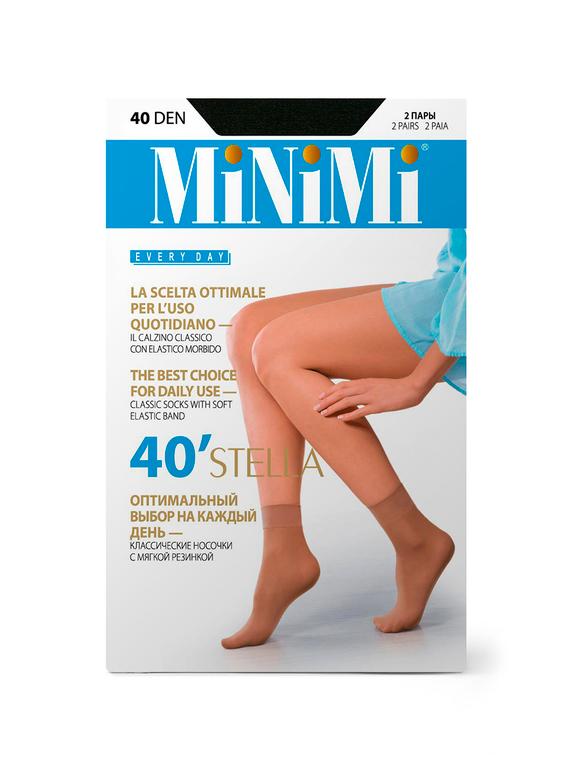 40 DEN
2 ПАРЫ
2 PAIRS 2 PAIA
MiNiMi®
EVERY DAY
LA SCELTA OTTIMALE
PER L'USO
QUOTIDIANO —
IL CALZINO CLASSICO
CON ELASTICO MORBIDO
THE BEST CHOICE
FOR DAILY USE —
CLASSIC SOCKS WITH SOFT
ELASTIC BAND
40’STELLA
ОПТИМАЛЬНЫЙ
ВЫБОР НА КАЖДЫЙ
ДЕНЬ —
КЛАССИЧЕСКИЕ НОСОЧКИ
С МЯГКОЙ РЕЗИНКОЙ